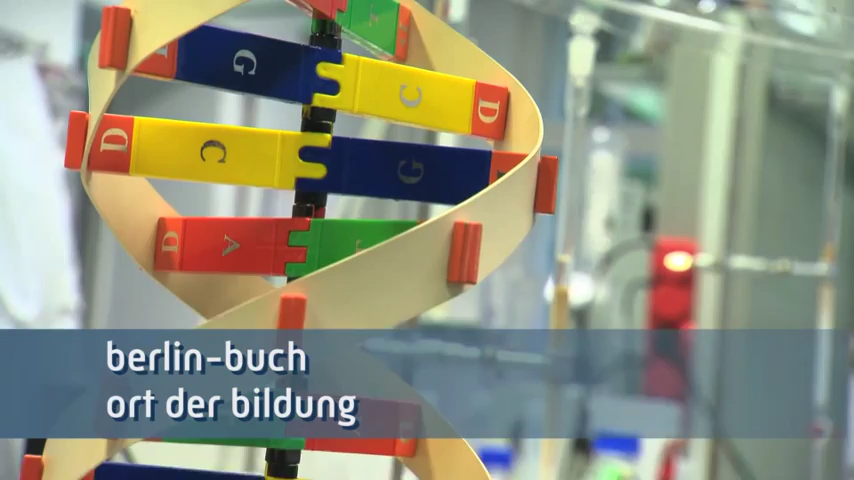 G C D
D C G
D A T
berlin-buch
ort der bildung